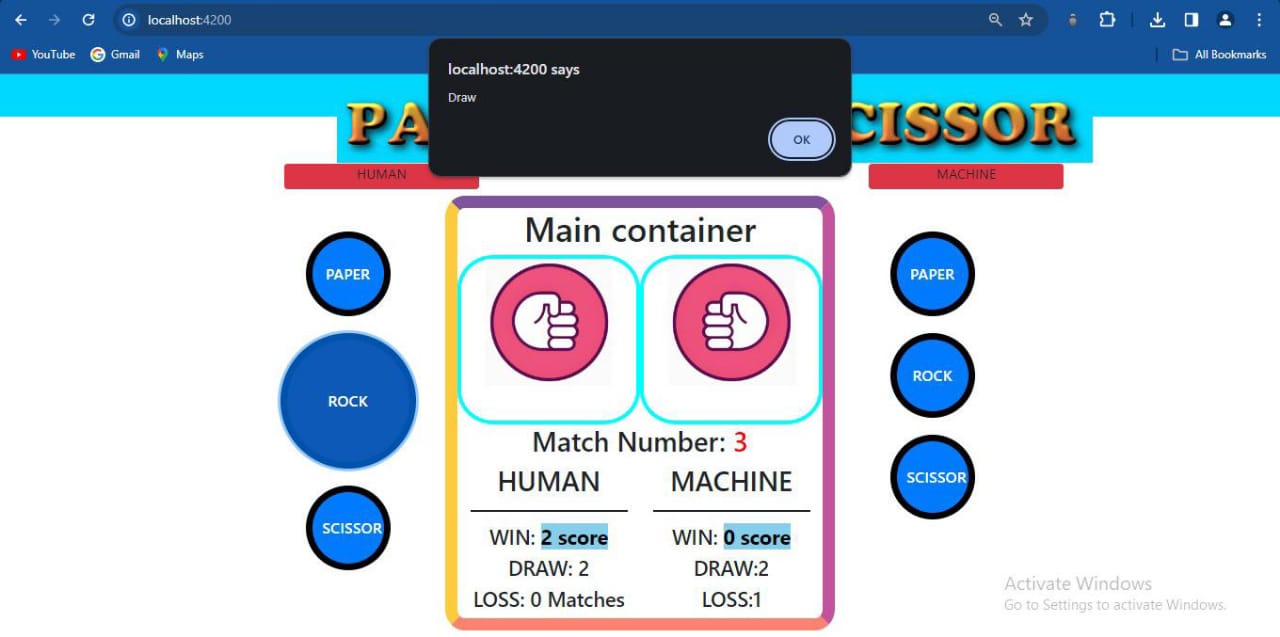 localhost:4200
YouTube
Gmail
Maps
All Bookmarks
localhost:4200 says
Draw
OK
HUMAN
MACHINE
PAPER
ROCK
SCISSOR
Main container
Match Number: 3
HUMAN
MACHINE
WIN: 2 score
WIN: 0 score
DRAW: 2
DRAW:2
LOSS: 0 Matches
LOSS:1
PAPER
ROCK
SCISSOR
Activate Windows
Go to Settings to activate Windows.